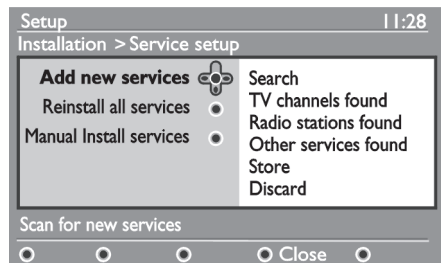 Setup 11:28
Installation > Service setup
Add new services
Reinstall all services
Manual Install services
Search
TV channels found
Radio stations found
Other services found
Store
Discard
Scan for new services
Close